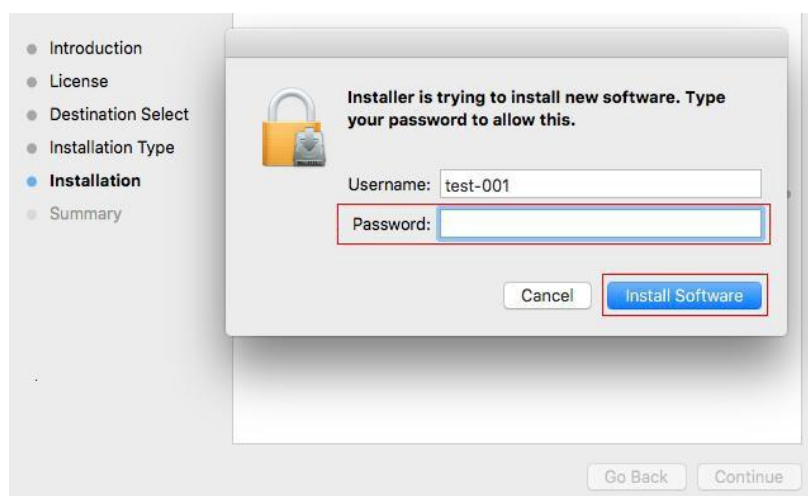 Introduction
License
Destination Select
Installation Type
Installation
Summary
Installer is trying to install new software. Type
your password to allow this.
Username: test-001
Password:
Cancel Install Software
Go Back Continue